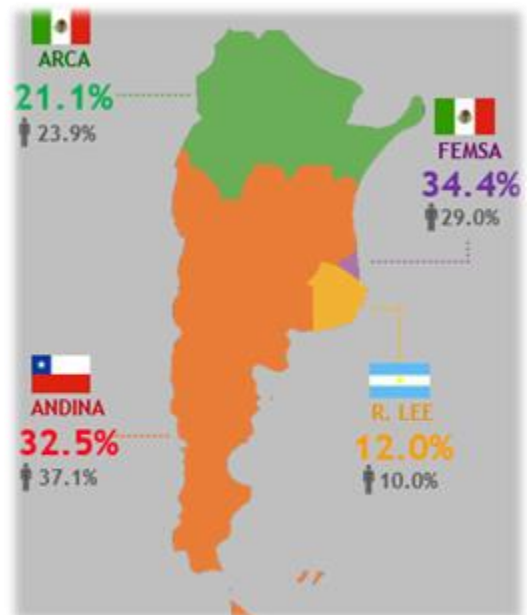 ARCA
21.1%
23.9%
FEMSA
34.4%
29.0%
ANDINA
32.5%
37.1%
R. LEE
12.0%
10.0%